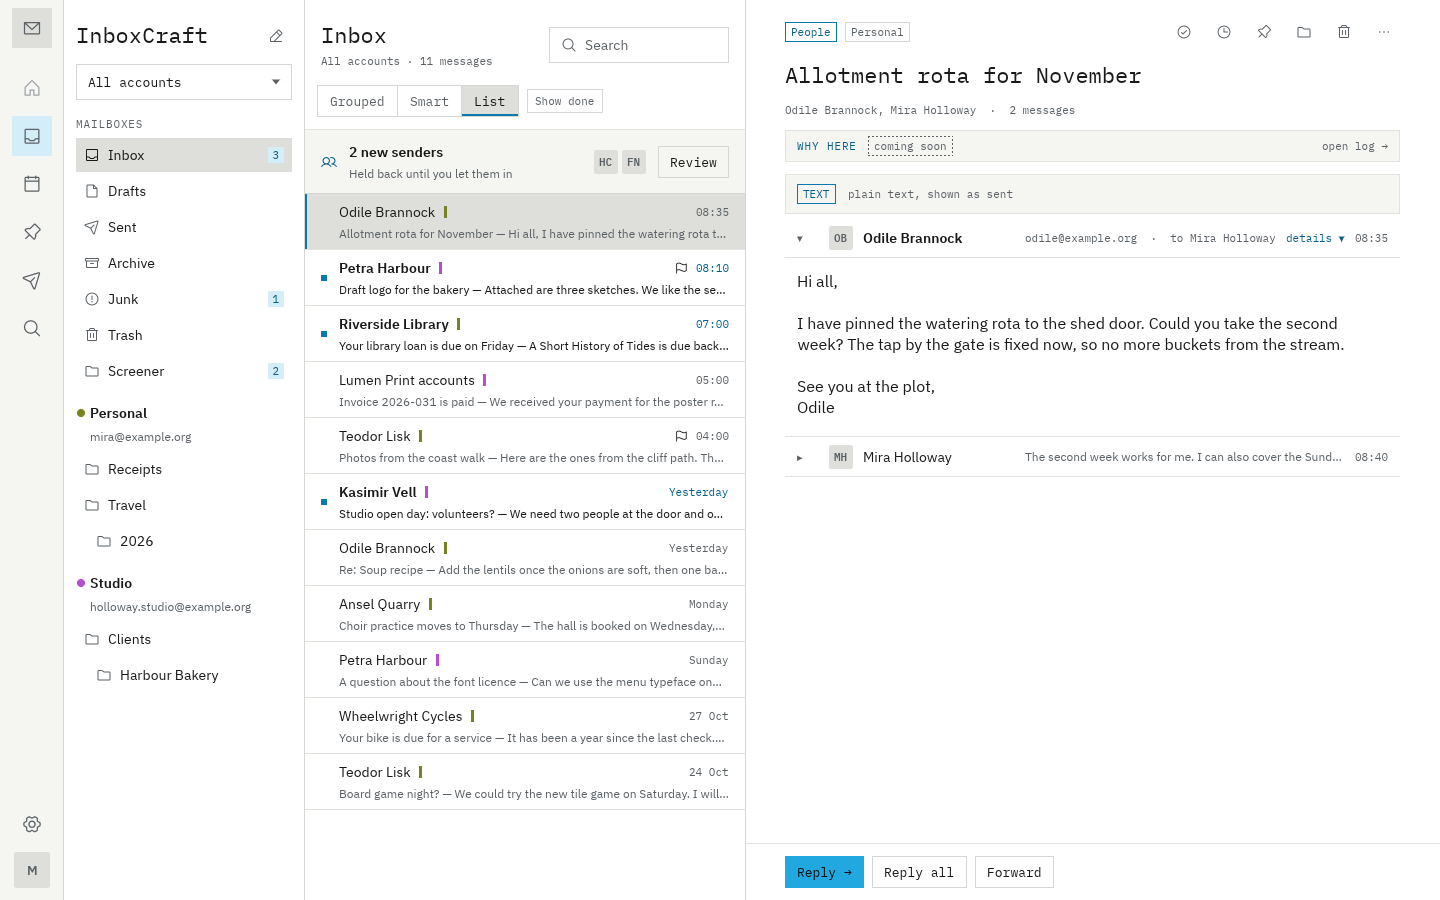 InboxCraft
All accounts
MAILBOXES
Inbox 3
Drafts
Sent
Archive
Junk 1
Trash
Screener 2
Personal
mira@example.org
Receipts
Travel
2026
Studio
holloway.studio@example.org
Clients
Harbour Bakery
M
Inbox
All accounts · 11 messages
Search
Grouped Smart List Show done
2 new senders
Held back until you let them in
HC FN Review
Odile Brannock 08:35
Allotment rota for November — Hi all, I have pinned the watering rota t…
Petra Harbour 08:10
Draft logo for the bakery — Attached are three sketches. We like the se…
Riverside Library 07:00
Your library loan is due on Friday — A Short History of Tides is due back…
Lumen Print accounts 05:00
Invoice 2026-031 is paid — We received your payment for the poster r…
Teodor Lisk 04:00
Photos from the coast walk — Here are the ones from the cliff path. Th…
Kasimir Vell Yesterday
Studio open day: volunteers? — We need two people at the door and o…
Odile Brannock Yesterday
Re: Soup recipe — Add the lentils once the onions are soft, then one ba…
Ansel Quarry Monday
Choir practice moves to Thursday — The hall is booked on Wednesday,…
Petra Harbour Sunday
A question about the font licence — Can we use the menu typeface on…
Wheelwright Cycles 27 Oct
Your bike is due for a service — It has been a year since the last check.…
Teodor Lisk 24 Oct
Board game night? — We could try the new tile game on Saturday. I will…
People Personal
Allotment rota for November
Odile Brannock, Mira Holloway · 2 messages
WHY HERE coming soon open log →
TEXT plain text, shown as sent
OB Odile Brannock odile@example.org · to Mira Holloway details ▾ 08:35
Hi all,
I have pinned the watering rota to the shed door. Could you take the second
week? The tap by the gate is fixed now, so no more buckets from the stream.
See you at the plot,
Odile
MH Mira Holloway The second week works for me. I can also cover the Sund… 08:40
Reply → Reply all Forward